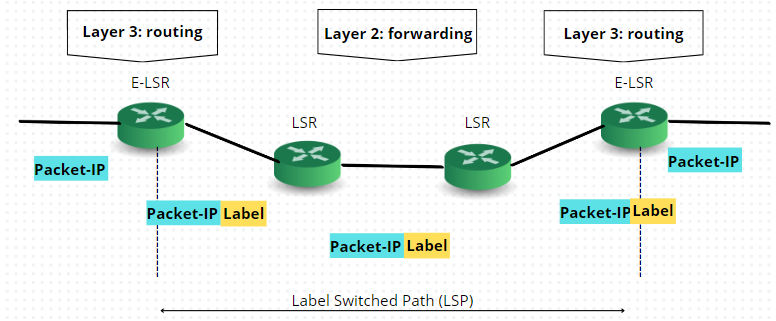 Layer 3: routing
Layer 2: forwarding
Layer 3: routing
E-LSR
LSR
LSR
E-LSR
Packet-IP
Packet-IP Label
Packet-IP Label
Packet-IP Label
Packet-IP
Label Switched Path (LSP)